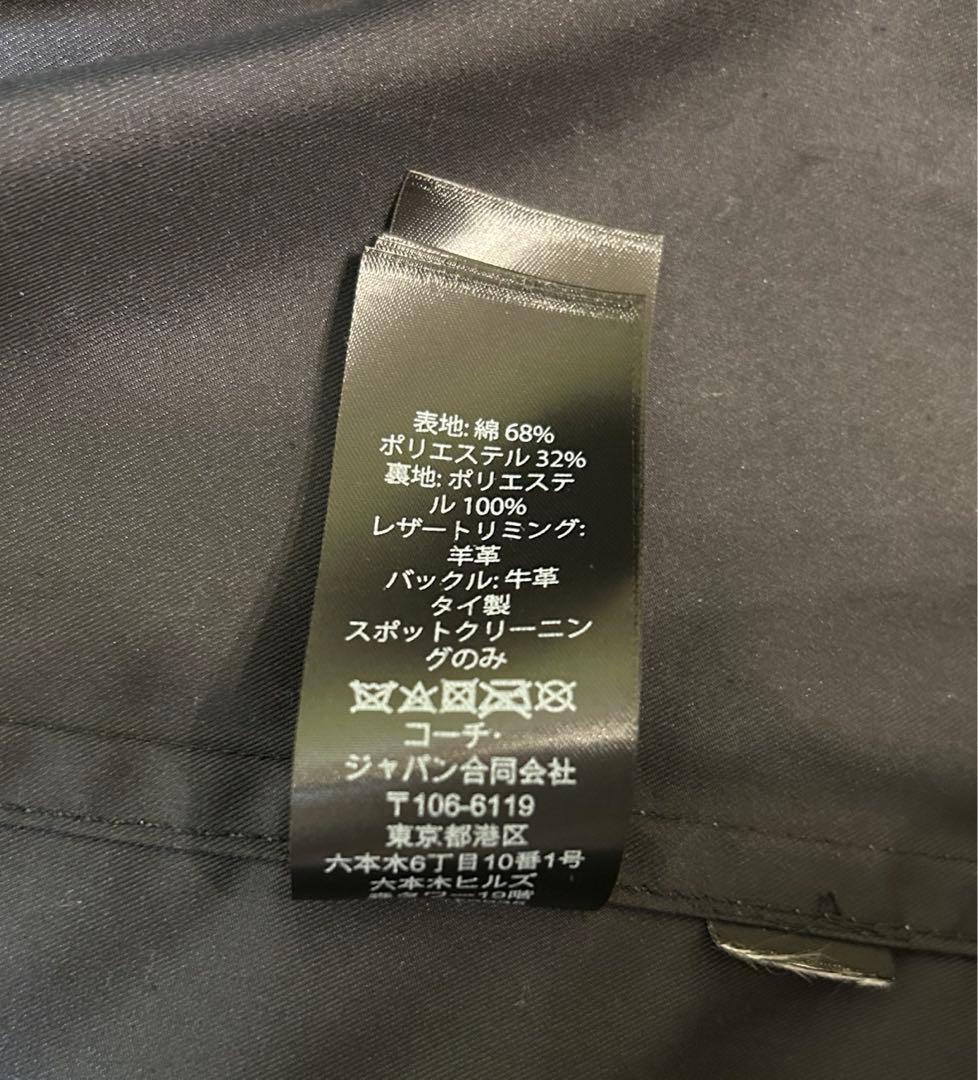 表地: 綿 68%
ポリエステル 32%
裏地: ポリエステ
ル 100%
レザートリミング:
羊革
バックル: 牛革
タイ製
スポットクリーニン
グのみ
コーチ·
ジャパン合同会社
〒106-6119
東京都港区
六本木6丁目10番1号
六本木ヒルズ